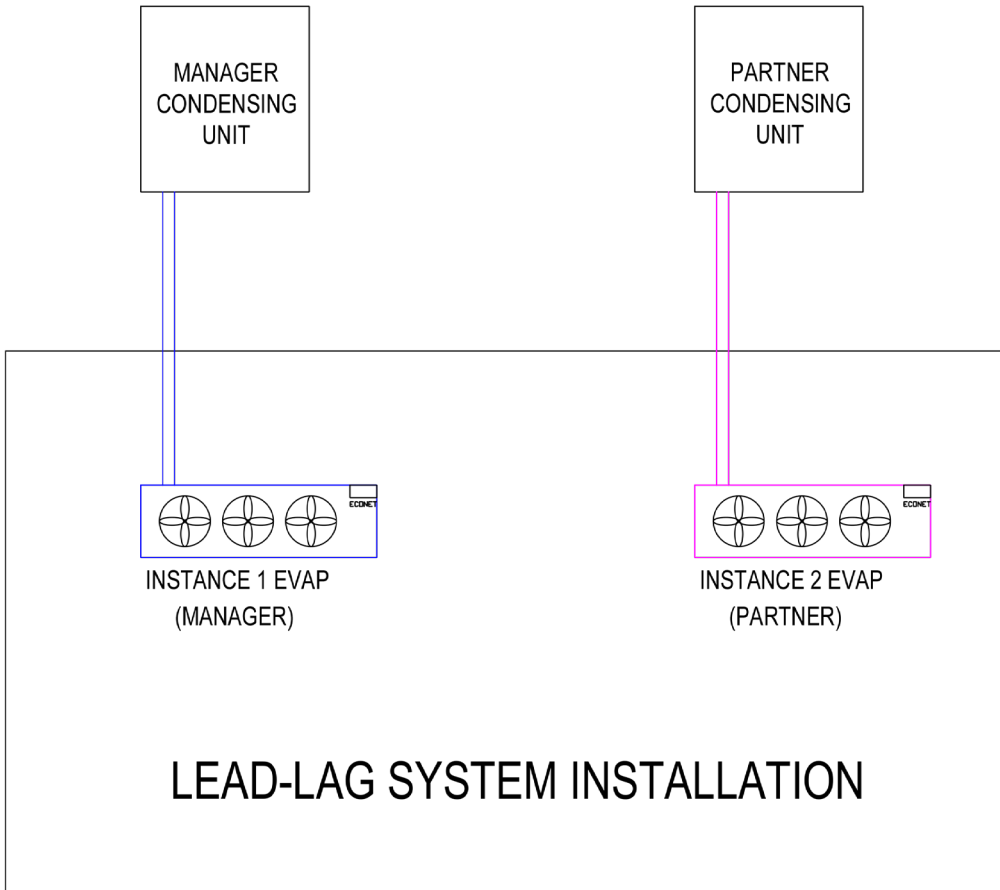 MANAGER
CONDENSING
UNIT
PARTNER
CONDENSING
UNIT
ECONET
ECONET
INSTANCE 1 EVAP
(MANAGER)
INSTANCE 2 EVAP
(PARTNER)
LEAD-LAG SYSTEM INSTALLATION